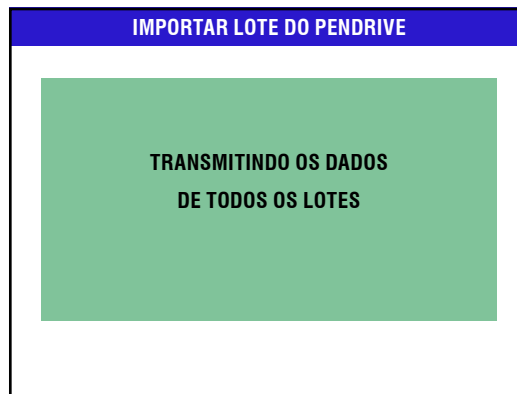 IMPORTAR LOTE DO PENDRIVE
TRANSMITINDO OS DADOS
DE TODOS OS LOTES